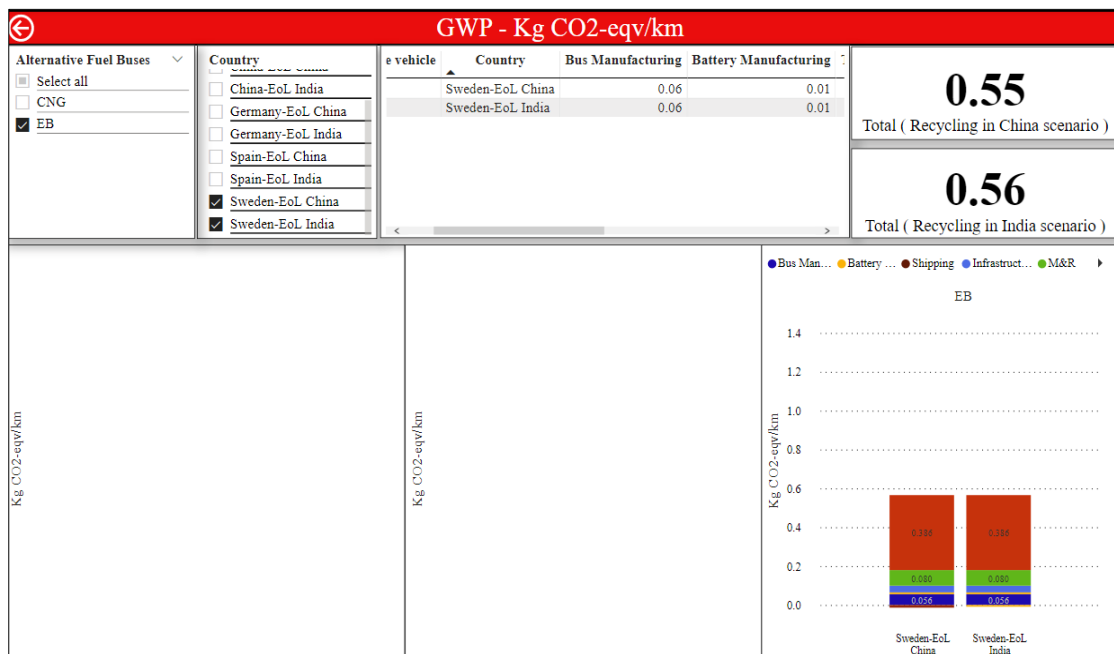 GWP - Kg CO2-eqv/km
Alternative Fuel Buses
Select all
CNG
EB
Country
China-EoL India
Germany-EoL China
Germany-EoL India
Spain-EoL China
Spain-EoL India
Sweden-EoL China
Sweden-EoL India
e vehicle Country Bus Manufacturing Battery Manufacturing
Sweden-EoL China 0.06 0.01
Sweden-EoL India 0.06 0.01
0.55
Total ( Recycling in China scenario )
0.56
Total ( Recycling in India scenario )
Kg CO2-eqv/km
Kg CO2-eqv/km
Bus Man... Battery ... Shipping Infrastruct... M&R
EB
Kg CO2-eqv/km
1.4
1.2
1.0
0.8
0.6
0.4
0.2
0.0
0.386 0.386
0.080 0.080
0.056 0.056
Sweden-EoL China
Sweden-EoL India